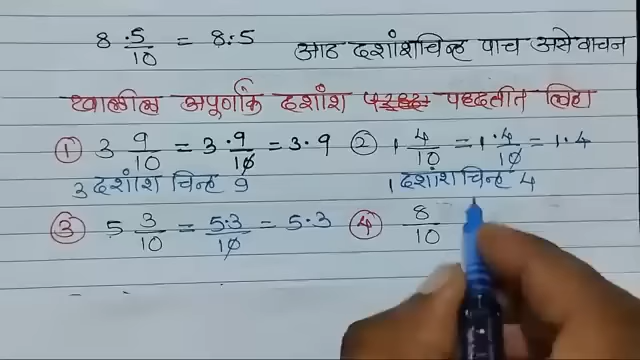 8 .5/10 = 8.5 आठ दशांशचिन्ह पाच असे वाचन
खालील अपूर्णांक दशांश पद्धतीत लिहा
① 3 9/10 = 3.9/10 = 3.9 ② 1 4/10 = 1.4/10 = 1.4
3 दशांश चिन्ह 9 1 दशांश चिन्ह 4
③ 5 3/10 = 5.3/10 = 5.3 ④ 8/10